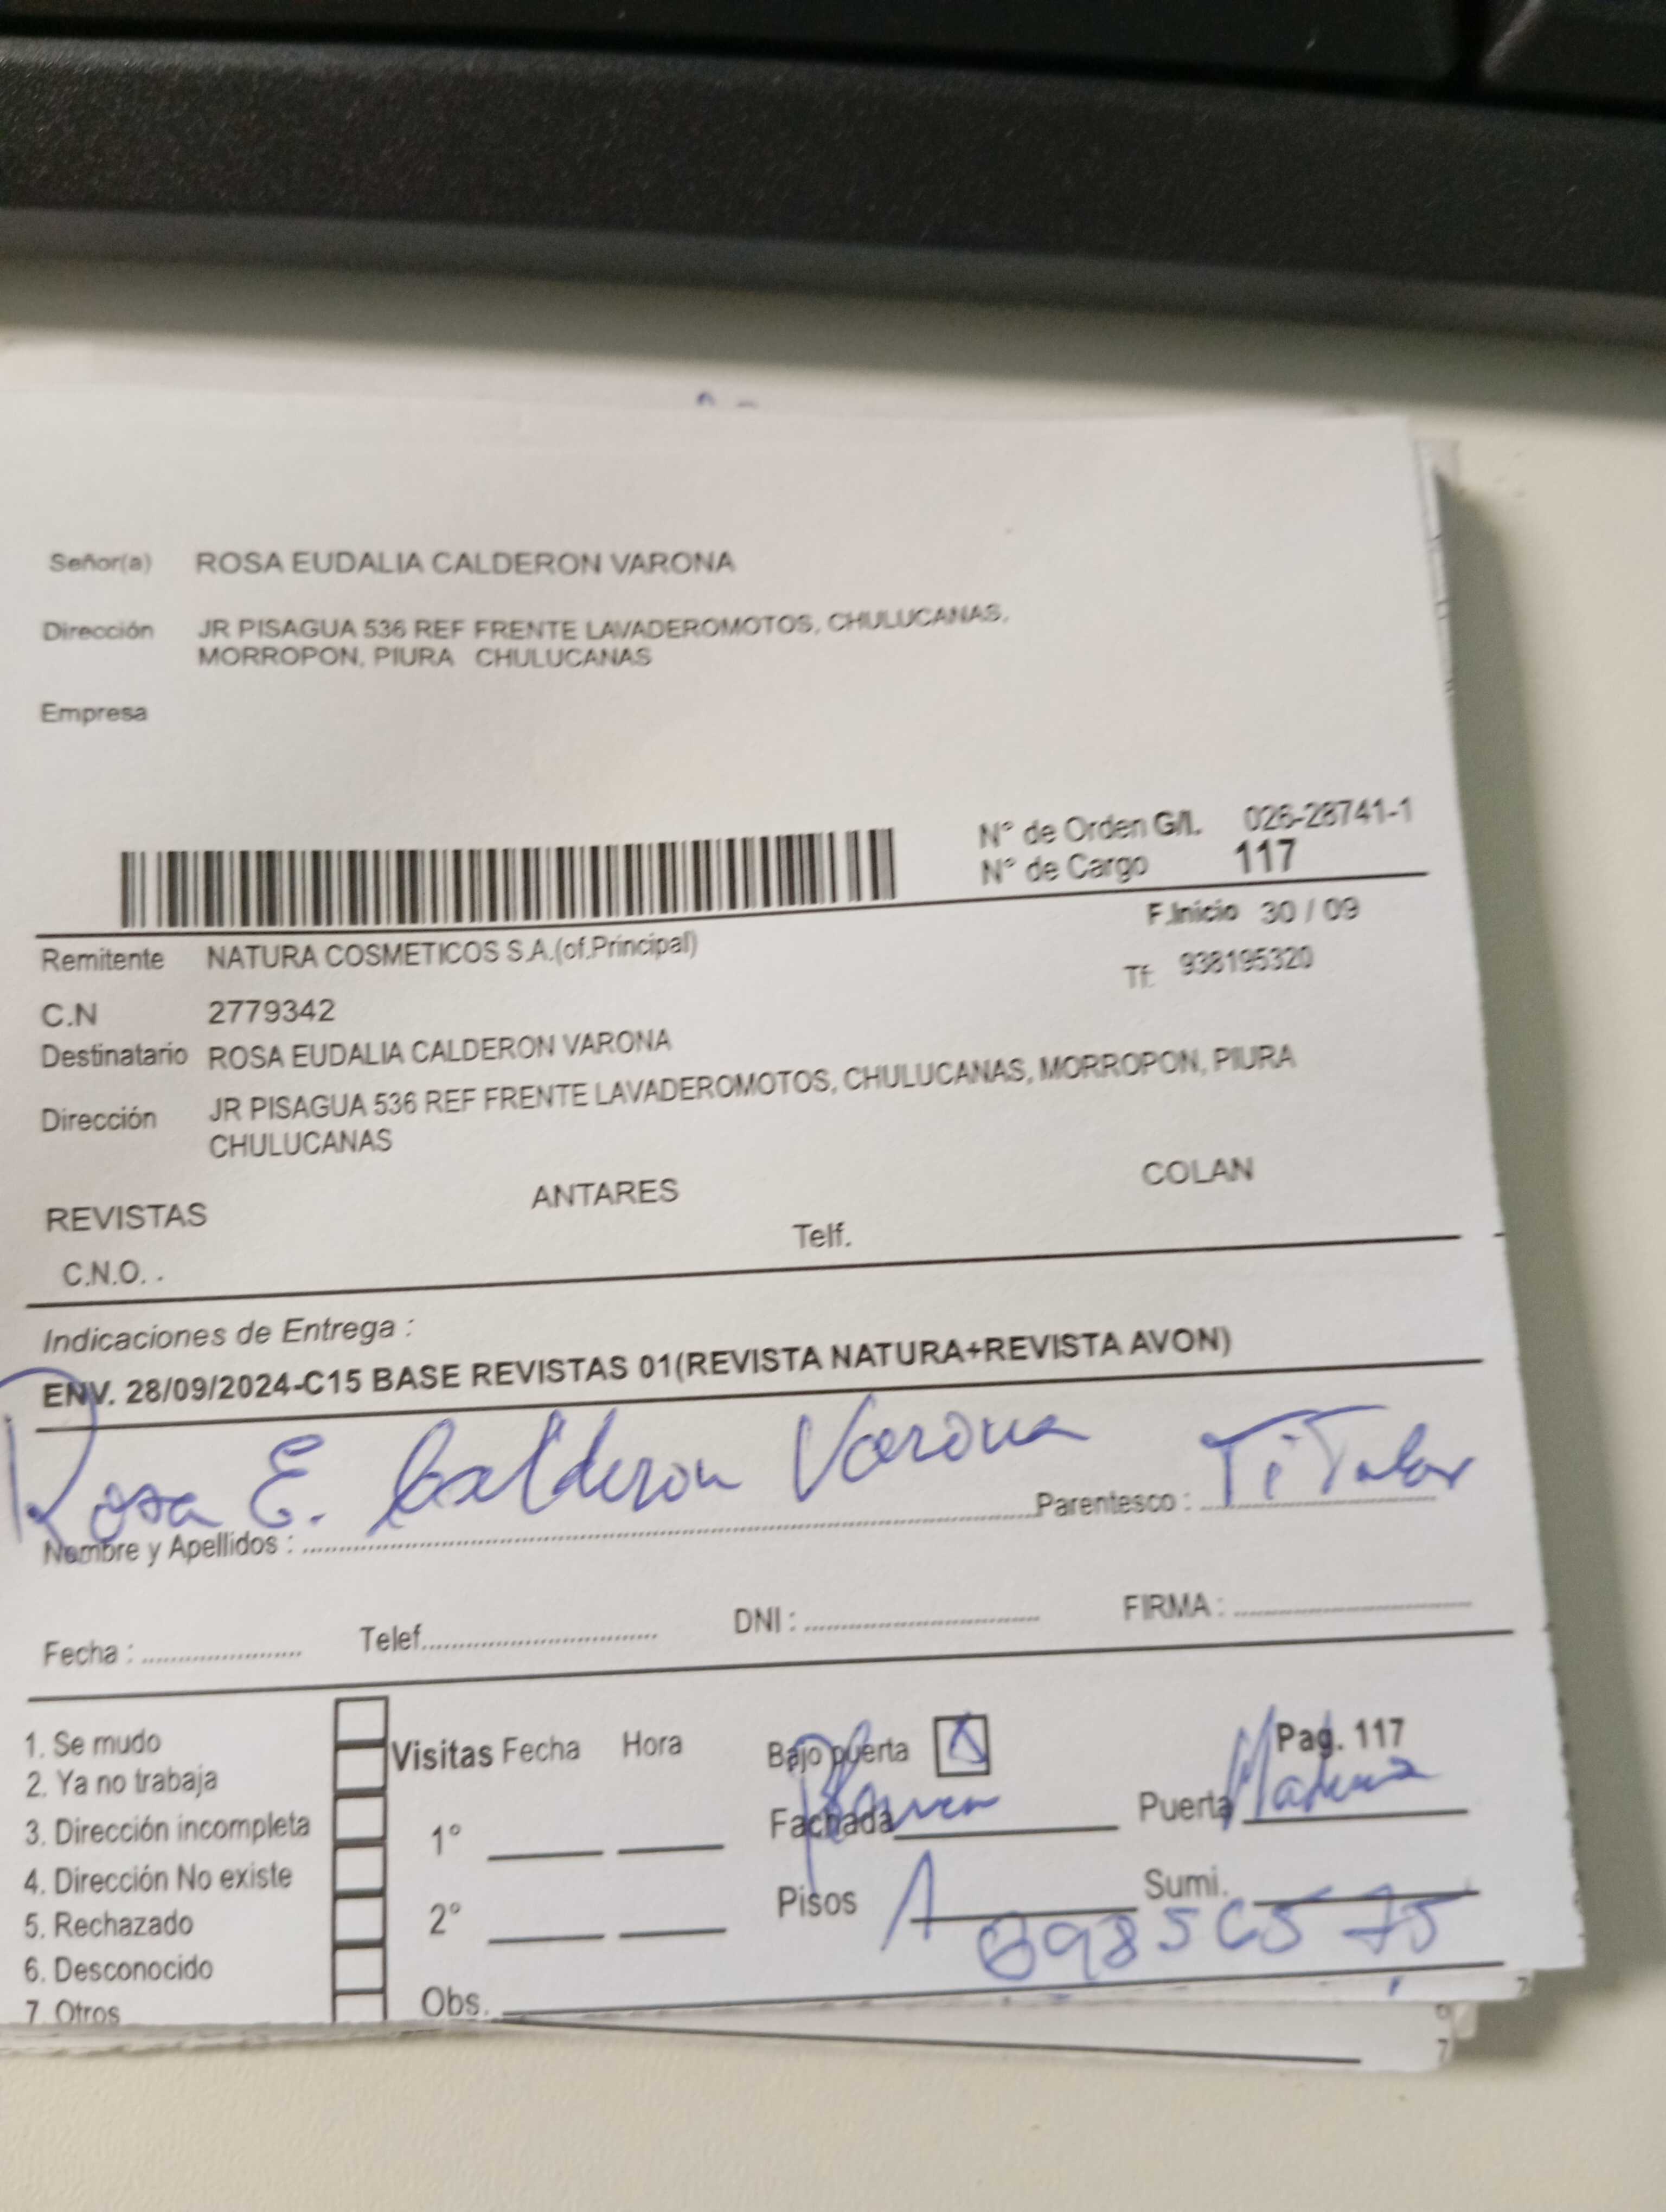 Señor(a) ROSA EUDALIA CALDERON VARONA
Dirección JR PISAGUA 536 REF FRENTE LAVADEROMOTOS, CHULUCANAS,
MORROPON, PIURA CHULUCANAS
Empresa
N° de Orden G/L. 026-28741-1
N° de Cargo 117
F.Inicio 30 / 09
Remitente NATURA COSMETICOS S.A.(of.Principal)
Tf: 938195320
C.N 2779342
Destinatario ROSA EUDALIA CALDERON VARONA
Dirección JR PISAGUA 536 REF FRENTE LAVADEROMOTOS, CHULUCANAS, MORROPON, PIURA
CHULUCANAS
REVISTAS ANTARES COLAN
C.N.O. . Telf.
Indicaciones de Entrega :
ENV. 28/09/2024-C15 BASE REVISTAS 01(REVISTA NATURA+REVISTA AVON)
Rosa E. Calderon Varona TiTular
Nombre y Apellidos : Parentesco :
Fecha : Telef. DNI : FIRMA :
1. Se mudo
2. Ya no trabaja
3. Dirección incompleta
4. Dirección No existe
5. Rechazado
6. Desconocido
7. Otros
Visitas Fecha Hora
1°
2°
Obs.
Bajo puerta Pag. 117
Fachada Puerta
Pisos 1 Sumi.